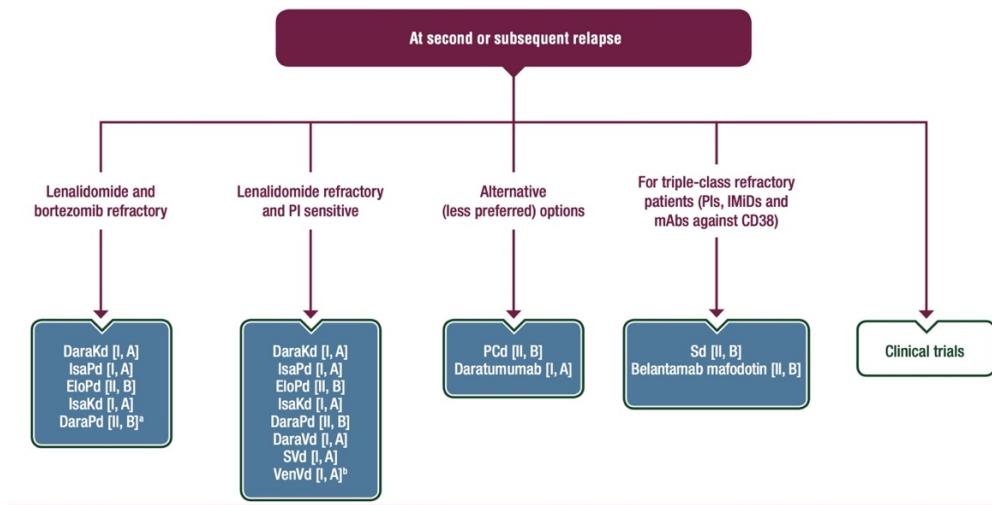 At second or subsequent relapse
Lenalidomide and
bortezomib refractory
Lenalidomide refractory
and PI sensitive
Alternative
(less preferred) options
For triple-class refractory
patients (PIs, IMiDs and
mAbs against CD38)
DaraKd [I, A]
IsaPd [I, A]
EloPd [II, B]
IsaKd [I, A]
DaraPd [II, B]ᵃ
DaraKd [I, A]
IsaPd [I, A]
EloPd [II, B]
IsaKd [I, A]
DaraPd [II, B]
DaraVd [I, A]
SVd [I, A]
VenVd [I, A]ᵇ
PCd [II, B]
Daratumumab [I, A]
Sd [II, B]
Belantamab mafodotin [II, B]
Clinical trials